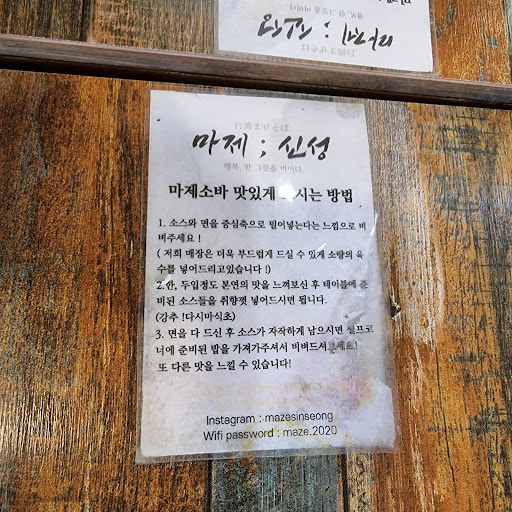 台湾まぜそば
마제 ; 신성
행복, 한 그릇을 비비다
마제소바 맛있게 드시는 방법
1. 소스와 면을 중심축으로 밀어넣는다는 느낌으로 비
벼주세요 !
( 저희 매장은 더욱 부드럽게 드실 수 있게 소량의 육
수를 넣어드리고있습니다 !)
2.한, 두입정도 본연의 맛을 느껴보신 후 테이블에 준
비된 소스들을 취향껏 넣어드시면 됩니다.
(강추 !다시마식초)
3. 면을 다 드신 후 소스가 자작하게 남으시면 셀프코
너에 준비된 밥을 가져가주셔서 비벼드셔보세요!
또 다른 맛을 느낄 수 있습니다!
Instagram : mazesinseong
Wifi password : maze.2020